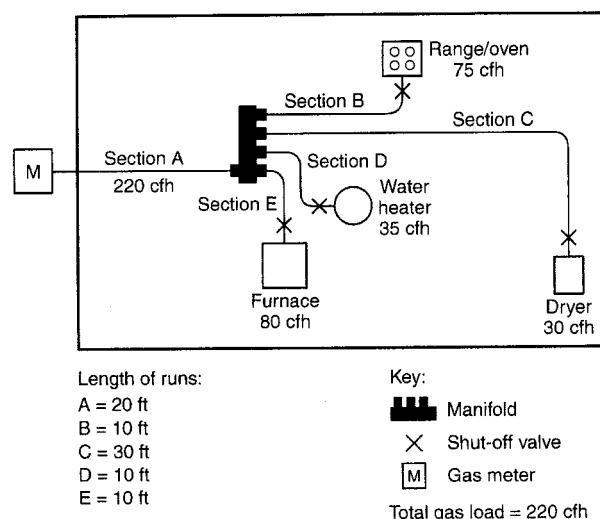 Range/oven
75 cfh
Section B
Section C
Section A
220 cfh
M
Section D
Section E
Water
heater
35 cfh
Furnace
80 cfh
Dryer
30 cfh
Length of runs:
A = 20 ft
B = 10 ft
C = 30 ft
D = 10 ft
E = 10 ft
Key:
Manifold
Shut-off valve
M Gas meter
Total gas load = 220 cfh